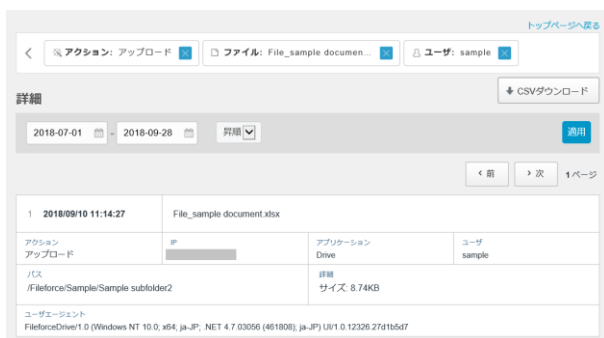 トップページへ戻る
アクション: アップロード
ファイル: File_sample documen...
ユーザ: sample
詳細
CSVダウンロード
2018-07-01 - 2018-09-28 昇順 適用
前 次 1ページ
1 2018/09/10 11:14:27 File_sample document.xlsx
アクション IP アプリケーション ユーザ
アップロード Drive sample
パス 詳細
/Fileforce/Sample/Sample subfolder2 サイズ: 8.74KB
ユーザエージェント
FileforceDrive/1.0 (Windows NT 10.0; x64; ja-JP; .NET 4.7.03056 (461808); ja-JP) UI/1.0.12326.27d1b5d7